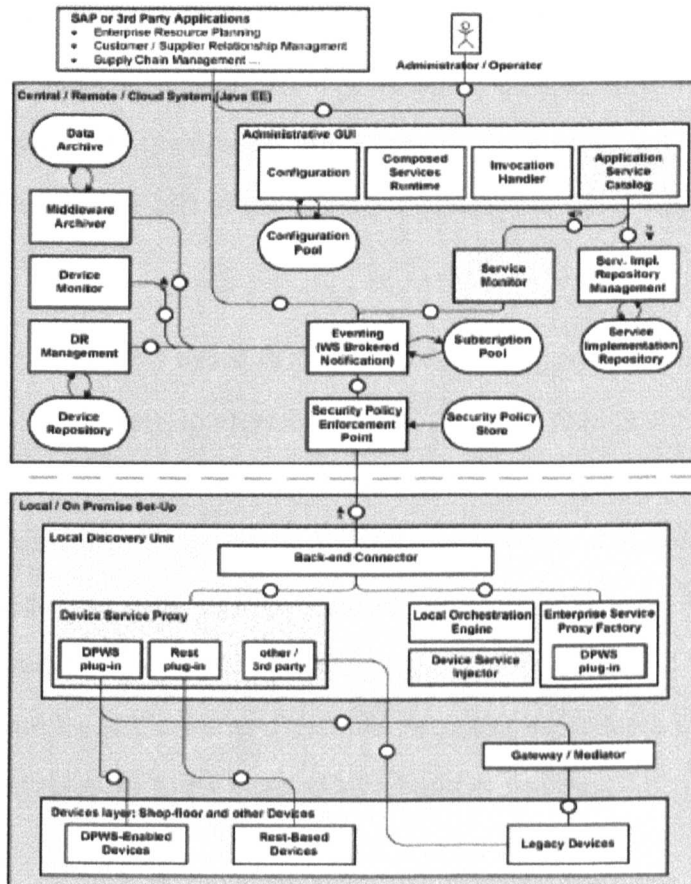 SAP or 3rd Party Applications
• Enterprise Resource Planning
• Customer / Supplier Relationship Managment
• Supply Chain Management ....
Administrator / Operator
Central / Remote / Cloud System (Java EE)
Data
Archive
Middleware
Archiver
Device
Monitor
DR
Management
Device
Repository
Administrative GUI
Configuration
Composed
Services
Runtime
Invocation
Handler
Application
Service
Catalog
Configuration
Pool
Service
Monitor
Serv. Impl.
Repository
Management
Eventing
(WS Brokered
Notification)
Subscription
Pool
Service
Implementation
Repository
Security Policy
Enforcement
Point
Security Policy
Store
Local / On Premise Set-Up
Local Discovery Unit
Back-end Connector
Device Service Proxy
DPWS
plug-in
Rest
plug-in
other /
3rd party
Local Orchestration
Engine
Device Service
Injector
Enterprise Service
Proxy Factory
DPWS
plug-in
Gateway / Mediator
Devices layer: Shop-floor and other Devices
DPWS-Enabled
Devices
Rest-Based
Devices
Legacy Devices